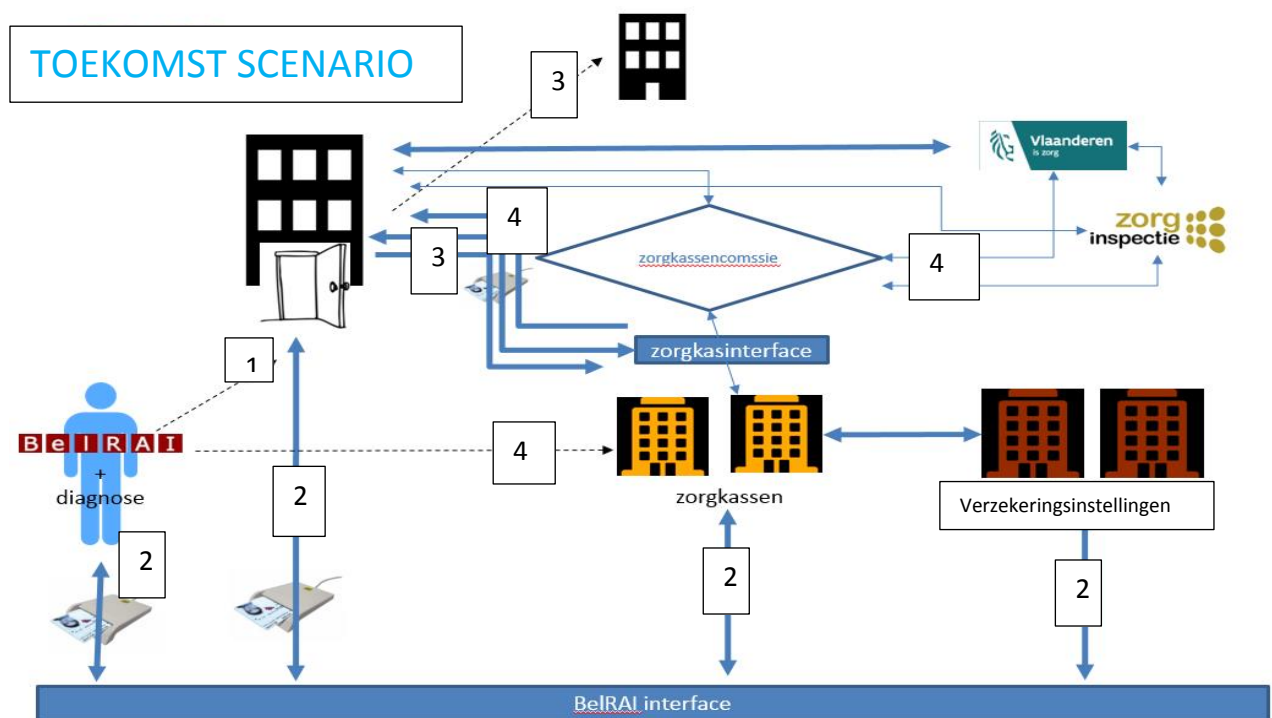 TOEKOMST SCENARIO
3
Vlaanderen
is zorg
4
zorg
inspectie
3
zorgkassencomssie
4
zorgkasinterface
1
BelRAI
+
diagnose
4
zorgkassen
2
Verzekeringsinstellingen
2
2
2
BelRAI interface